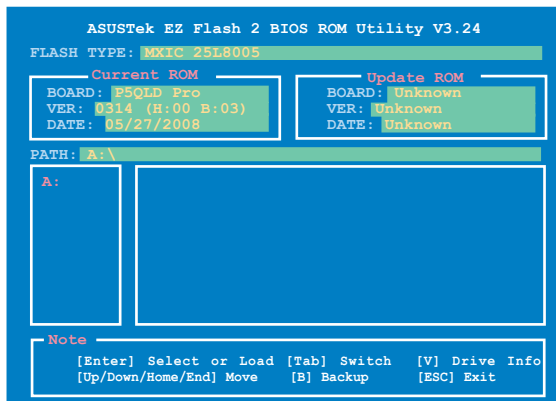 ASUSTek EZ Flash 2 BIOS ROM Utility V3.24
FLASH TYPE: MXIC 25L8005
Current ROM
BOARD: P5QLD Pro
VER: 0314 (H:00 B:03)
DATE: 05/27/2008
Update ROM
BOARD: Unknown
VER: Unknown
DATE: Unknown
PATH: A:\
A:
Note
[Enter] Select or Load [Tab] Switch [V] Drive Info
[Up/Down/Home/End] Move [B] Backup [ESC] Exit